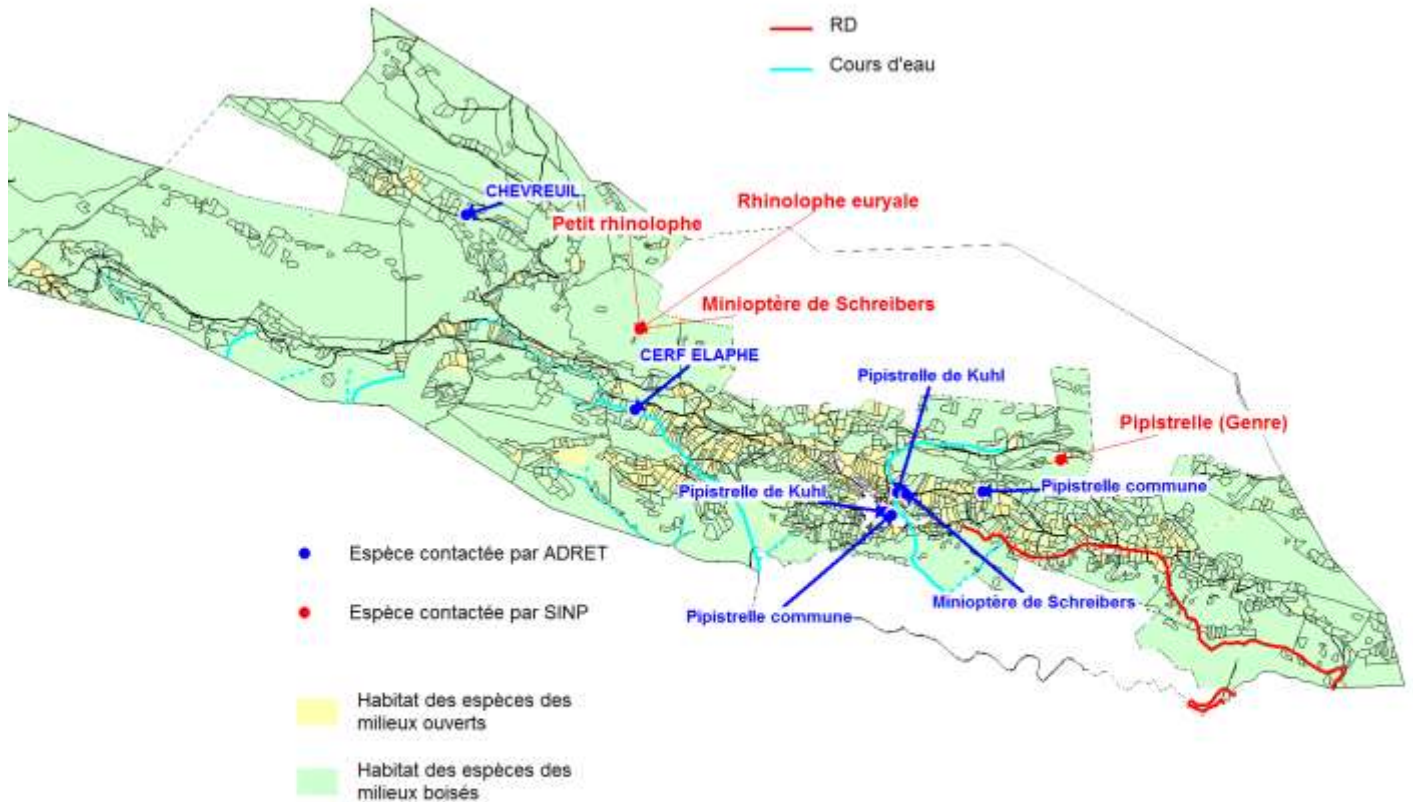 RD
Cours d'eau
CHEVREUIL
Rhinolophe euryale
Petit rhinolophe
Minioptère de Schreibers
CERF ELAPHE
Pipistrelle de Kuhl
Pipistrelle (Genre)
Pipistrelle de Kuhl
Pipistrelle commune
Espèce contactée par ADRET
Espèce contactée par SINP
Minioptère de Schreibers
Pipistrelle commune
Habitat des espèces des
milieux ouverts
Habitat des espèces des
milieux boisés